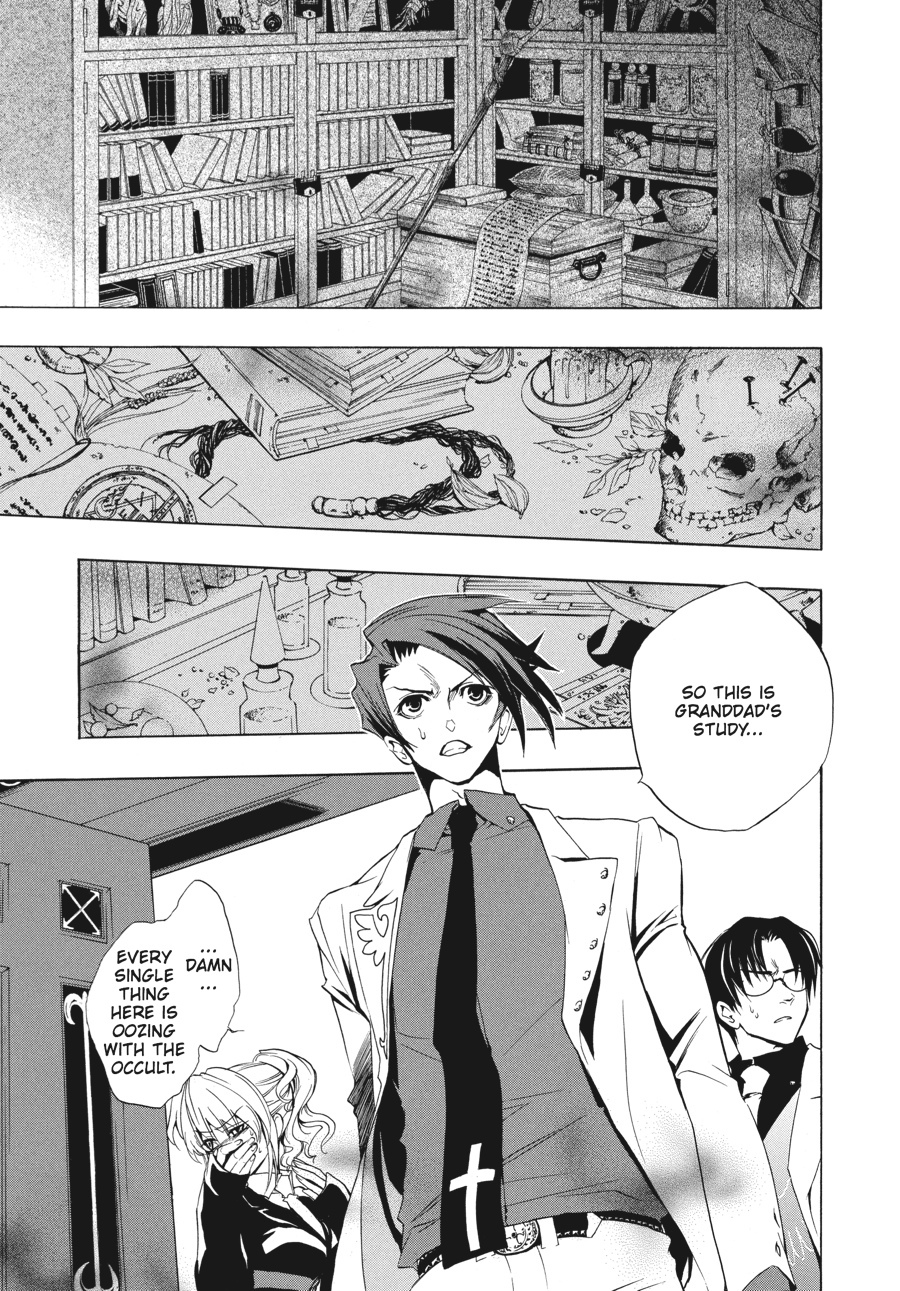 SO THIS IS
GRANDDAD'S
STUDY...
...
DAMN
...
EVERY
SINGLE
THING
HERE IS
OOZING
WITH THE
OCCULT.